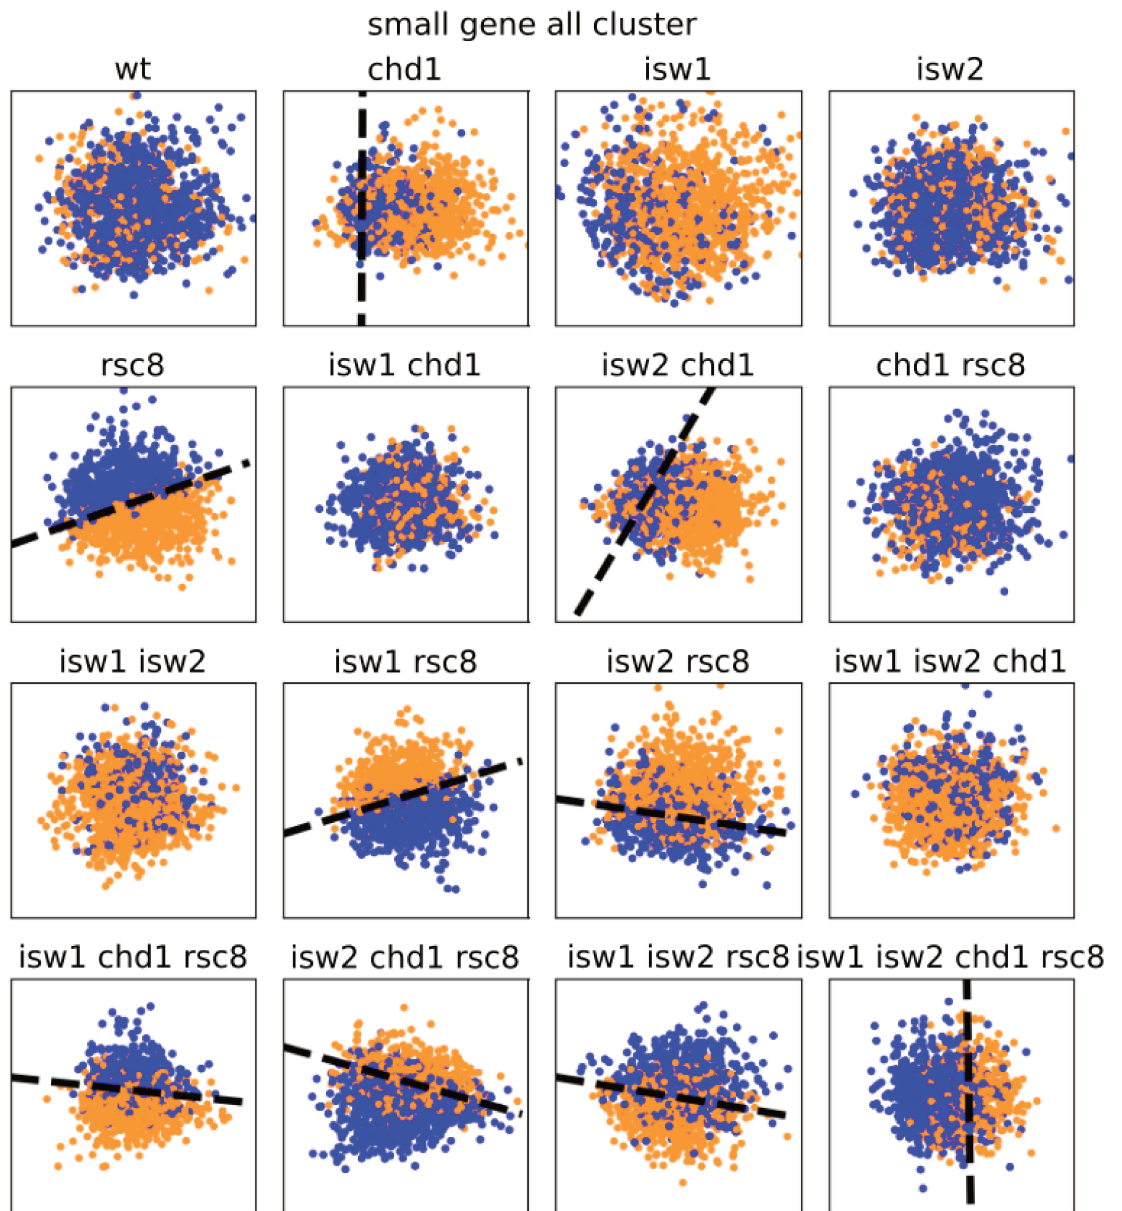 small gene all cluster
wt chd1 isw1 isw2
rsc8 isw1 chd1 isw2 chd1 chd1 rsc8
isw1 isw2 isw1 rsc8 isw2 rsc8 isw1 isw2 chd1
isw1 chd1 rsc8 isw2 chd1 rsc8 isw1 isw2 rsc8 isw1 isw2 chd1 rsc8